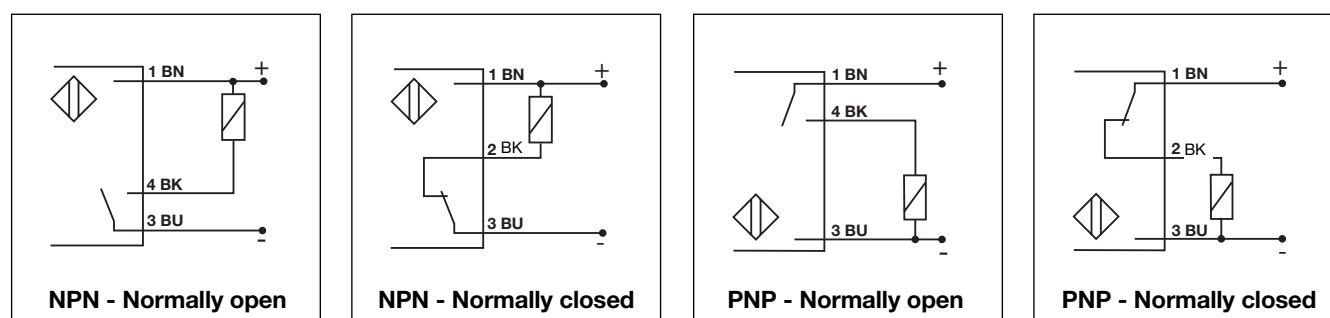 1 BN
+
4 BK
3 BU
-
NPN - Normally open
1 BN
+
2 BK
3 BU
-
NPN - Normally closed
1 BN
+
4 BK
3 BU
-
PNP - Normally open
1 BN
+
2 BK
3 BU
-
PNP - Normally closed